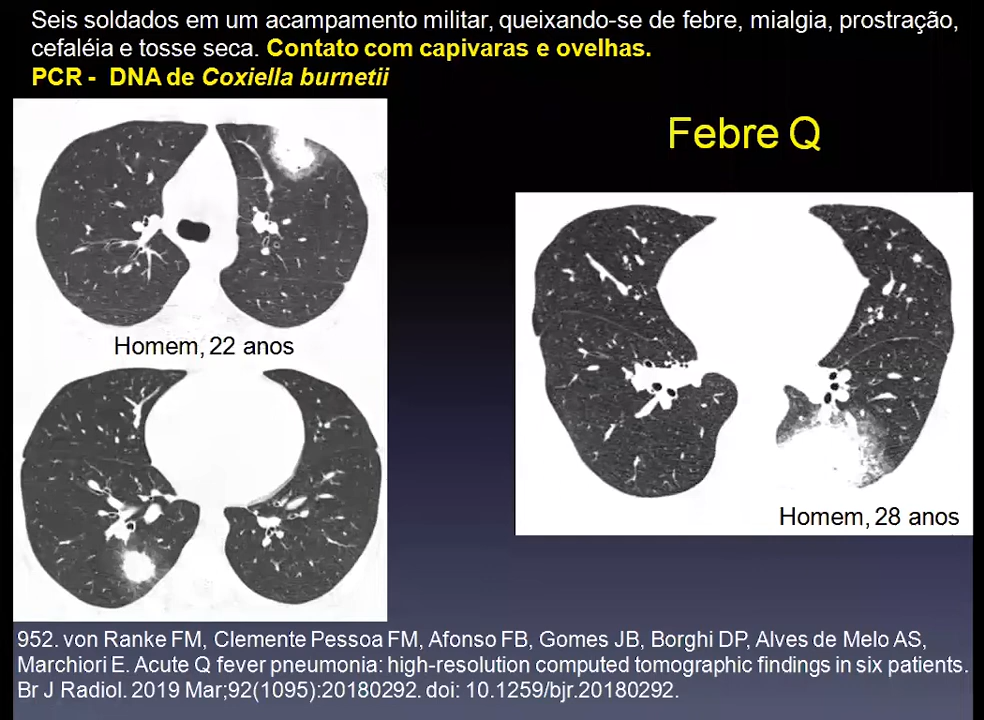 Seis soldados em um acampamento militar, queixando-se de febre, mialgia, prostração,
cefaléia e tosse seca. Contato com capivaras e ovelhas.
PCR - DNA de Coxiella burnetii
Febre Q
Homem, 22 anos
Homem, 28 anos
952. von Ranke FM, Clemente Pessoa FM, Afonso FB, Gomes JB, Borghi DP, Alves de Melo AS,
Marchiori E. Acute Q fever pneumonia: high-resolution computed tomographic findings in six patients.
Br J Radiol. 2019 Mar;92(1095):20180292. doi: 10.1259/bjr.20180292.